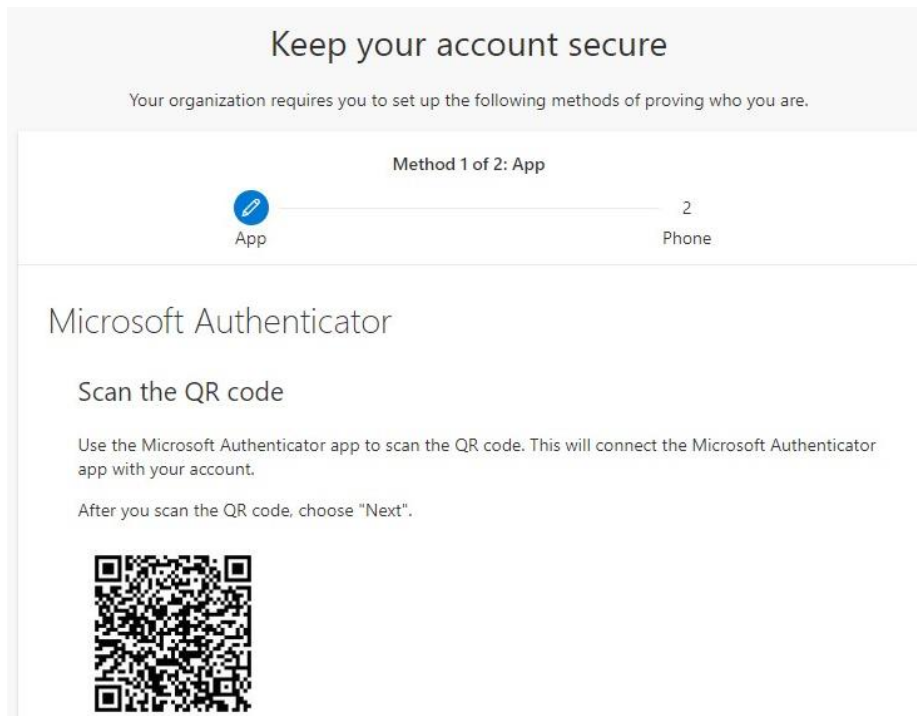 Keep your account secure
Your organization requires you to set up the following methods of proving who you are.
Method 1 of 2: App
App
2
Phone
Microsoft Authenticator
Scan the QR code
Use the Microsoft Authenticator app to scan the QR code. This will connect the Microsoft Authenticator
app with your account.
After you scan the QR code, choose "Next".